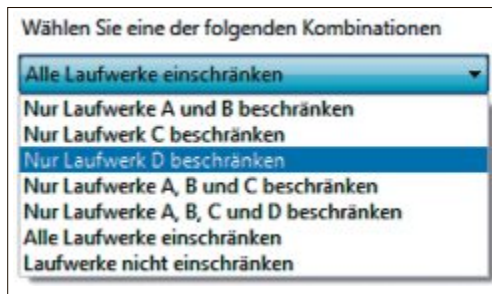 Wählen Sie eine der folgenden Kombinationen
Alle Laufwerke einschränken
Nur Laufwerke A und B beschränken
Nur Laufwerk C beschränken
Nur Laufwerk D beschränken
Nur Laufwerke A, B und C beschränken
Nur Laufwerke A, B, C und D beschränken
Alle Laufwerke einschränken
Laufwerke nicht einschränken